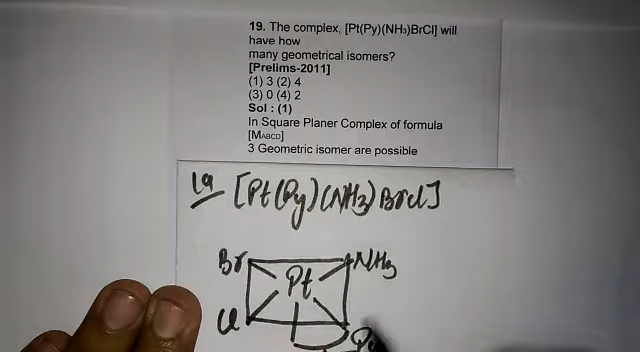 19. The complex, [Pt(Py)(NH₃)BrCl] will
have how
many geometrical isomers?
[Prelims-2011]
(1) 3 (2) 4
(3) 0 (4) 2
Sol : (1)
In Square Planer Complex of formula
[MABCD]
3 Geometric isomer are possible
19 [Pt(Py)(NH3)BrCl]
Br NH3
Pt
Cl